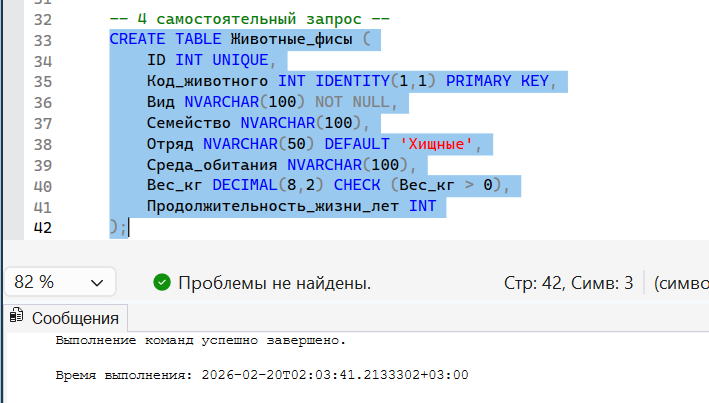 32 -- 4 самостоятельный запрос --
33 CREATE TABLE Животные_фисы (
34 ID INT UNIQUE,
35 Код_животного INT IDENTITY(1,1) PRIMARY KEY,
36 Вид NVARCHAR(100) NOT NULL,
37 Семейство NVARCHAR(100),
38 Отряд NVARCHAR(50) DEFAULT 'Хищные',
39 Среда_обитания NVARCHAR(100),
40 Вес_кг DECIMAL(8,2) CHECK (Вес_кг > 0),
41 Продолжительность_жизни_лет INT
42 );
82 % Проблемы не найдены. Стр: 42, Симв: 3 (симво
Сообщения
Выполнение команд успешно завершено.
Время выполнения: 2026-02-20T02:03:41.2133302+03:00